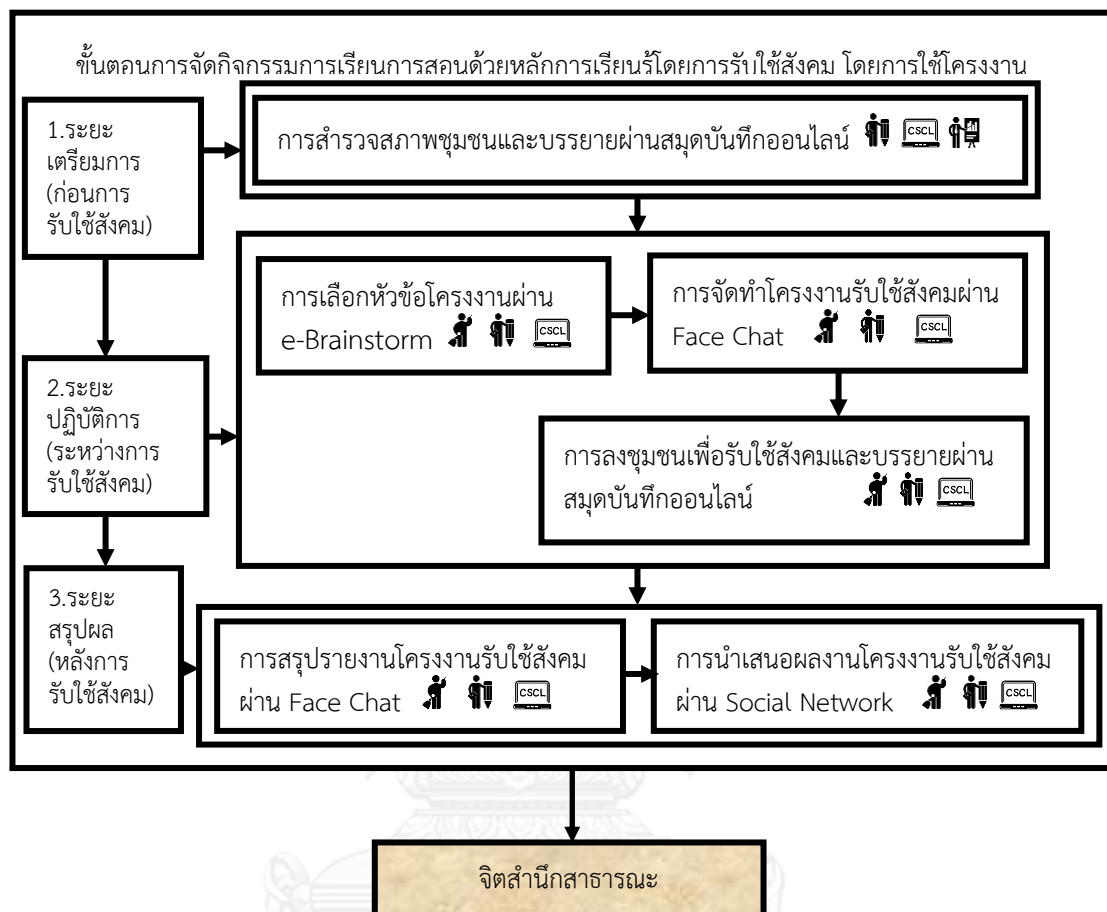 ขั้นตอนการจัดกิจกรรมการเรียนการสอนด้วยหลักการเรียนรู้โดยการรับใช้สังคม โดยการใช้โครงงาน
1.ระยะ
เตรียมการ
(ก่อนการ
รับใช้สังคม)
การสำรวจสภาพชุมชนและบรรยายผ่านสมุดบันทึกออนไลน์ CSCL
การเลือกหัวข้อโครงงานผ่าน
e-Brainstorm CSCL
การจัดทำโครงงานรับใช้สังคมผ่าน
Face Chat CSCL
2.ระยะ
ปฏิบัติการ
(ระหว่างการ
รับใช้สังคม)
การลงชุมชนเพื่อรับใช้สังคมและบรรยายผ่าน
สมุดบันทึกออนไลน์ CSCL
3.ระยะ
สรุปผล
(หลังการ
รับใช้สังคม)
การสรุปรายงานโครงงานรับใช้สังคม
ผ่าน Face Chat CSCL
การนำเสนอผลงานโครงงานรับใช้สังคม
ผ่าน Social Network CSCL
จิตสำนึกสาธารณะ